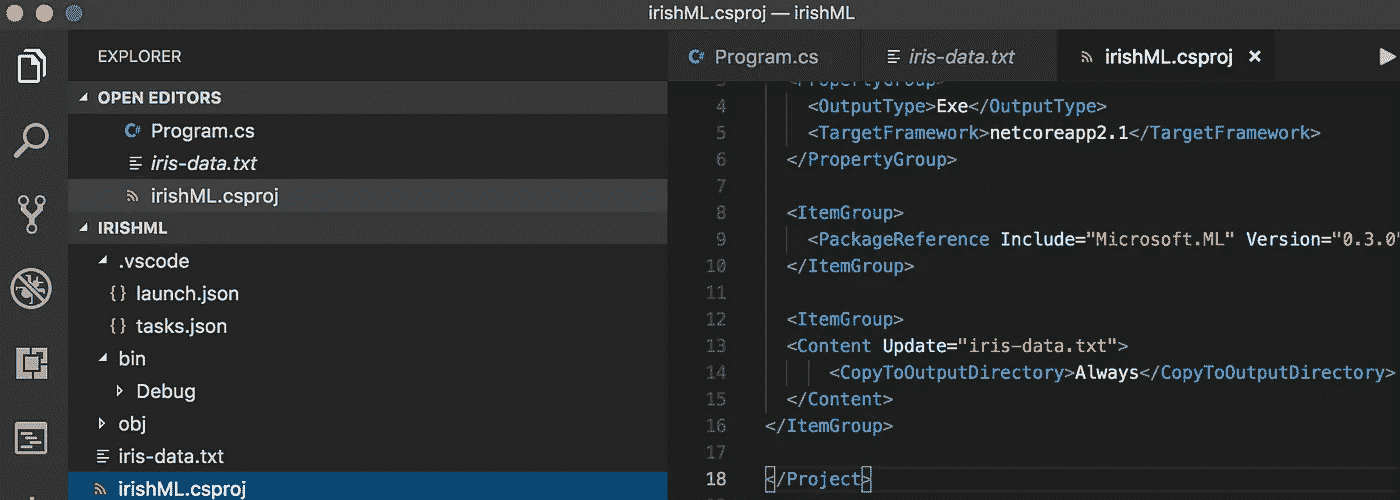 irishML.csproj — irishML
EXPLORER
OPEN EDITORS
C# Program.cs
iris-data.txt
irishML.csproj
IRISHML
.vscode
{} launch.json
{} tasks.json
bin
Debug
obj
iris-data.txt
irishML.csproj
C# Program.cs
iris-data.txt
irishML.csproj ×
3 <PropertyGroup>
4 <OutputType>Exe</OutputType>
5 <TargetFramework>netcoreapp2.1</TargetFramework>
6 </PropertyGroup>
7
8 <ItemGroup>
9 <PackageReference Include="Microsoft.ML" Version="0.3.0"
10 </ItemGroup>
11
12 <ItemGroup>
13 <Content Update="iris-data.txt">
14 <CopyToOutputDirectory>Always</CopyToOutputDirectory>
15 </Content>
16 </ItemGroup>
17
18 </Project>